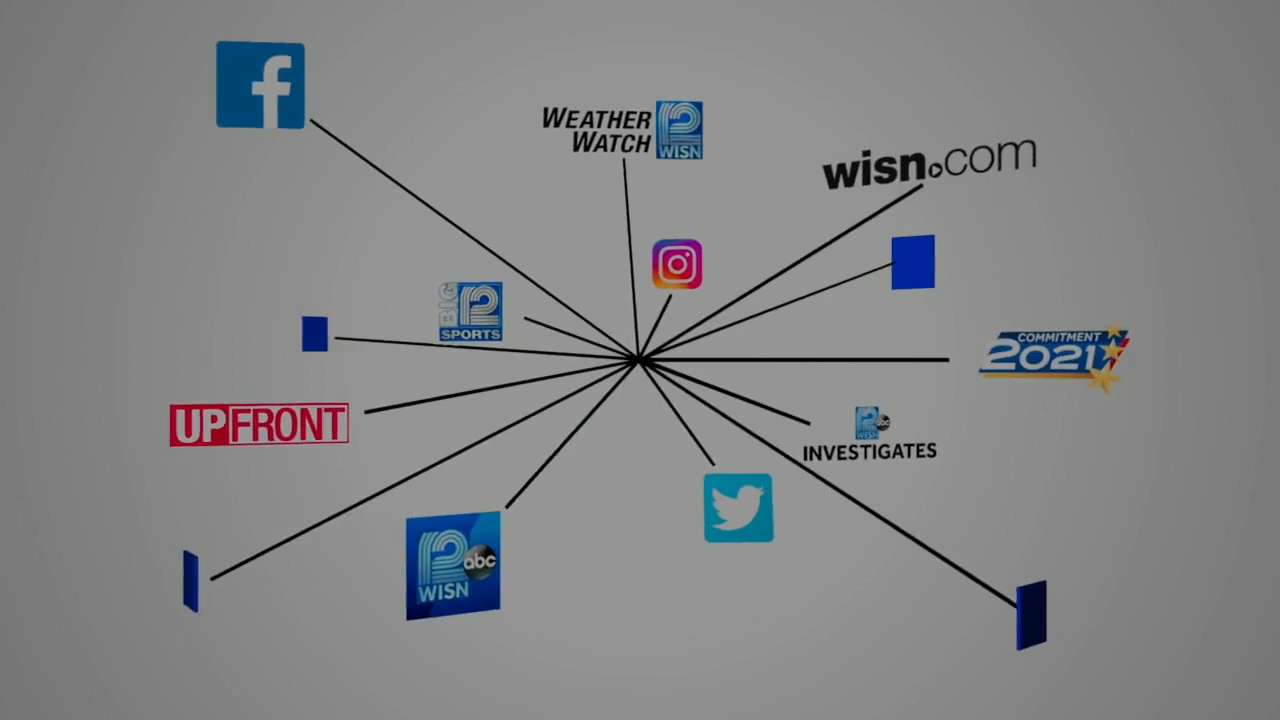 f
WEATHER
WATCH
12
WISN
wisn.com
BIG
12
SPORTS
COMMITMENT
2021
UPFRONT
12
WISN
abc
INVESTIGATES
12
abc
WISN